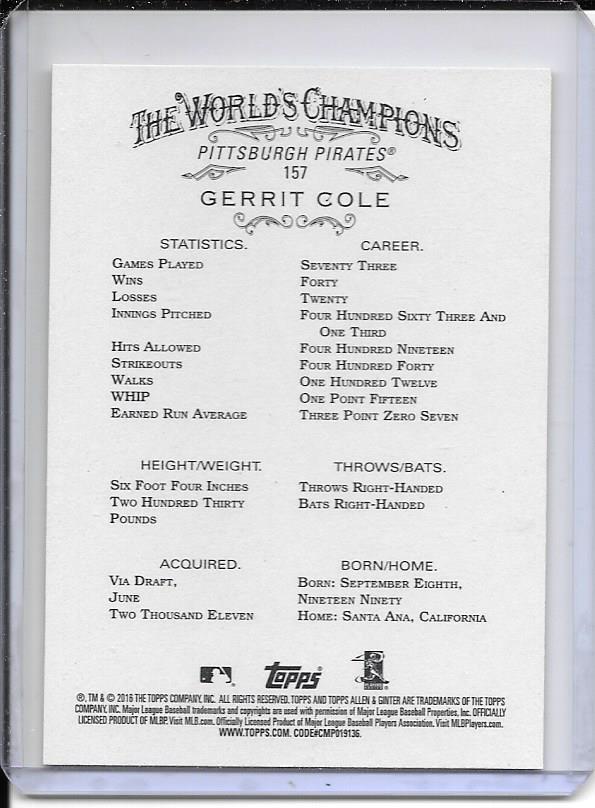 THE WORLD'S CHAMPIONS
PITTSBURGH PIRATES®
157
GERRIT COLE
STATISTICS. CAREER.
GAMES PLAYED SEVENTY THREE
WINS FORTY
LOSSES TWENTY
INNINGS PITCHED FOUR HUNDRED SIXTY THREE AND
ONE THIRD
HITS ALLOWED FOUR HUNDRED NINETEEN
STRIKEOUTS FOUR HUNDRED FORTY
WALKS ONE HUNDRED TWELVE
WHIP ONE POINT FIFTEEN
EARNED RUN AVERAGE THREE POINT ZERO SEVEN
HEIGHT/WEIGHT. THROWS/BATS.
SIX FOOT FOUR INCHES THROWS RIGHT-HANDED
TWO HUNDRED THIRTY BATS RIGHT-HANDED
POUNDS
ACQUIRED. BORN/HOME.
VIA DRAFT, BORN: SEPTEMBER EIGHTH,
JUNE NINETEEN NINETY
TWO THOUSAND ELEVEN HOME: SANTA ANA, CALIFORNIA
Topps
®, TM & © 2016 THE TOPPS COMPANY, INC. ALL RIGHTS RESERVED. TOPPS AND TOPPS ALLEN & GINTER ARE TRADEMARKS OF THE TOPPS
COMPANY, INC. Major League Baseball trademarks and copyrights are used with permission of Major League Baseball Properties, Inc. OFFICIALLY
LICENSED PRODUCT OF MLBP. Visit MLB.com. Officially Licensed Product of Major League Baseball Players Association. Visit MLBPlayers.com.
WWW.TOPPS.COM. CODE#CMP019136.